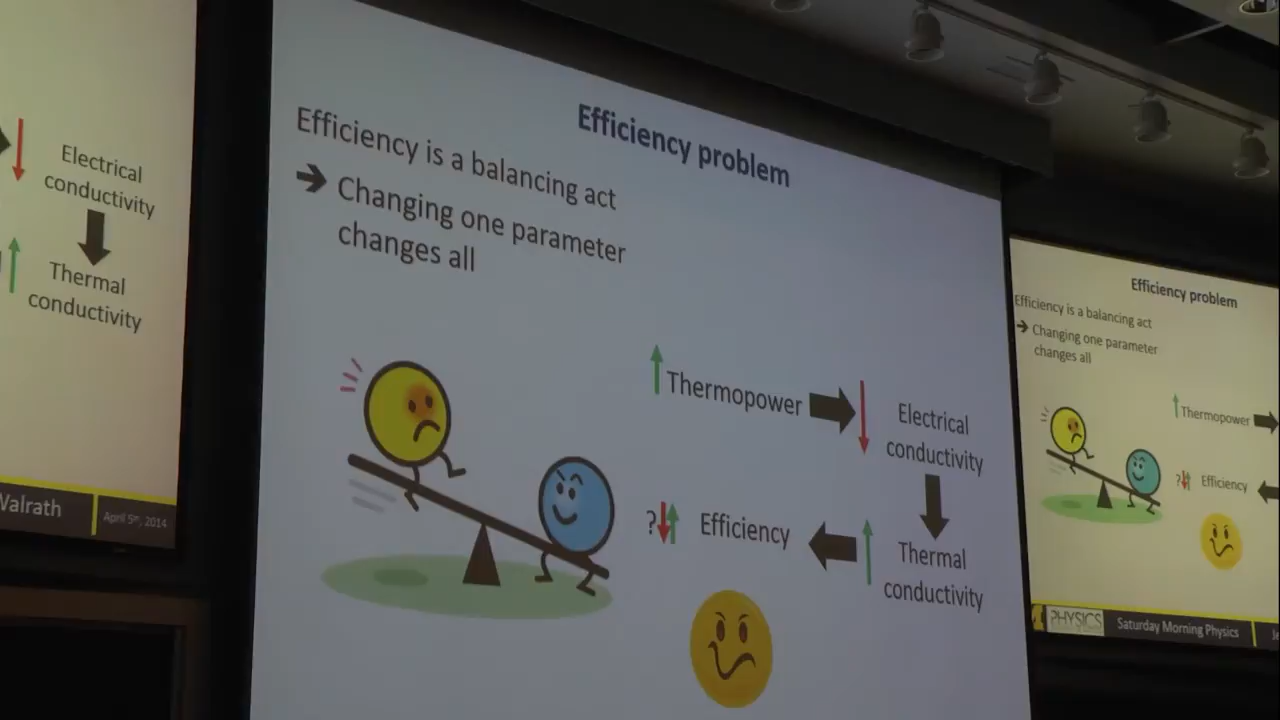 Electrical
conductivity
Thermal
conductivity
Walrath
April 5th, 2014
Efficiency problem
Efficiency is a balancing act
➔ Changing one parameter
changes all
Thermopower
Electrical
conductivity
Thermal
conductivity
Efficiency
?
Efficiency problem
Efficiency is a balancing act
➔ Changing one parameter
changes all
Thermopower
? Efficiency
PHYSICS
Saturday Morning Physics